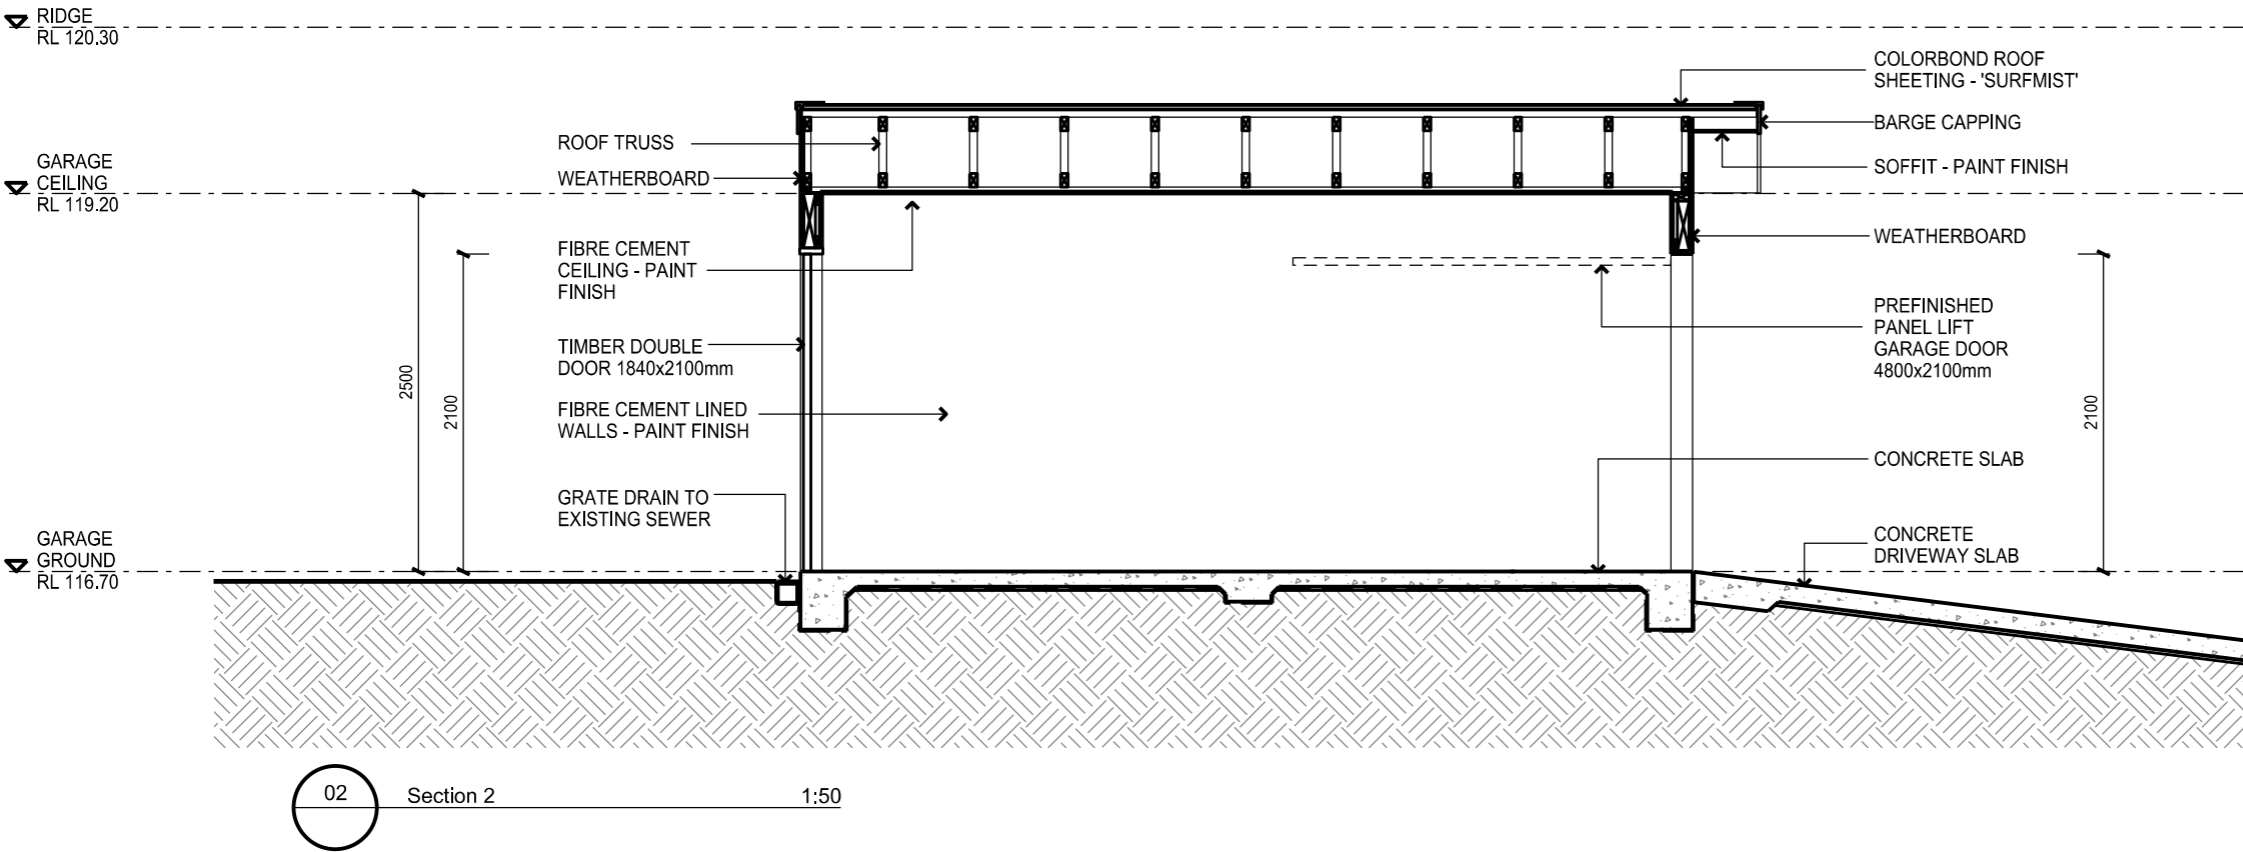 RIDGE
RL 120.30
GARAGE
CEILING
RL 119.20
GARAGE
GROUND
RL 116.70
2500
2100
ROOF TRUSS
WEATHERBOARD
FIBRE CEMENT
CEILING - PAINT
FINISH
TIMBER DOUBLE
DOOR 1840x2100mm
FIBRE CEMENT LINED
WALLS - PAINT FINISH
GRATE DRAIN TO
EXISTING SEWER
COLORBOND ROOF
SHEETING - 'SURFMIST'
BARGE CAPPING
SOFFIT - PAINT FINISH
WEATHERBOARD
PREFINISHED
PANEL LIFT
GARAGE DOOR
4800x2100mm
CONCRETE SLAB
CONCRETE
DRIVEWAY SLAB
2100
02 Section 2 1:50